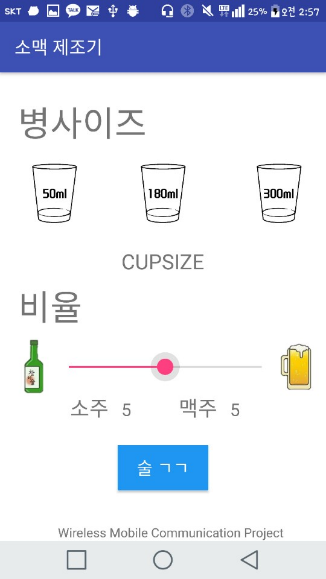 SKT 25% 오전 2:57
소맥 제조기
병사이즈
50ml 180ml 300ml
CUPSIZE
비율
소주 5 맥주 5
술 ㄱㄱ
Wireless Mobile Communication Project